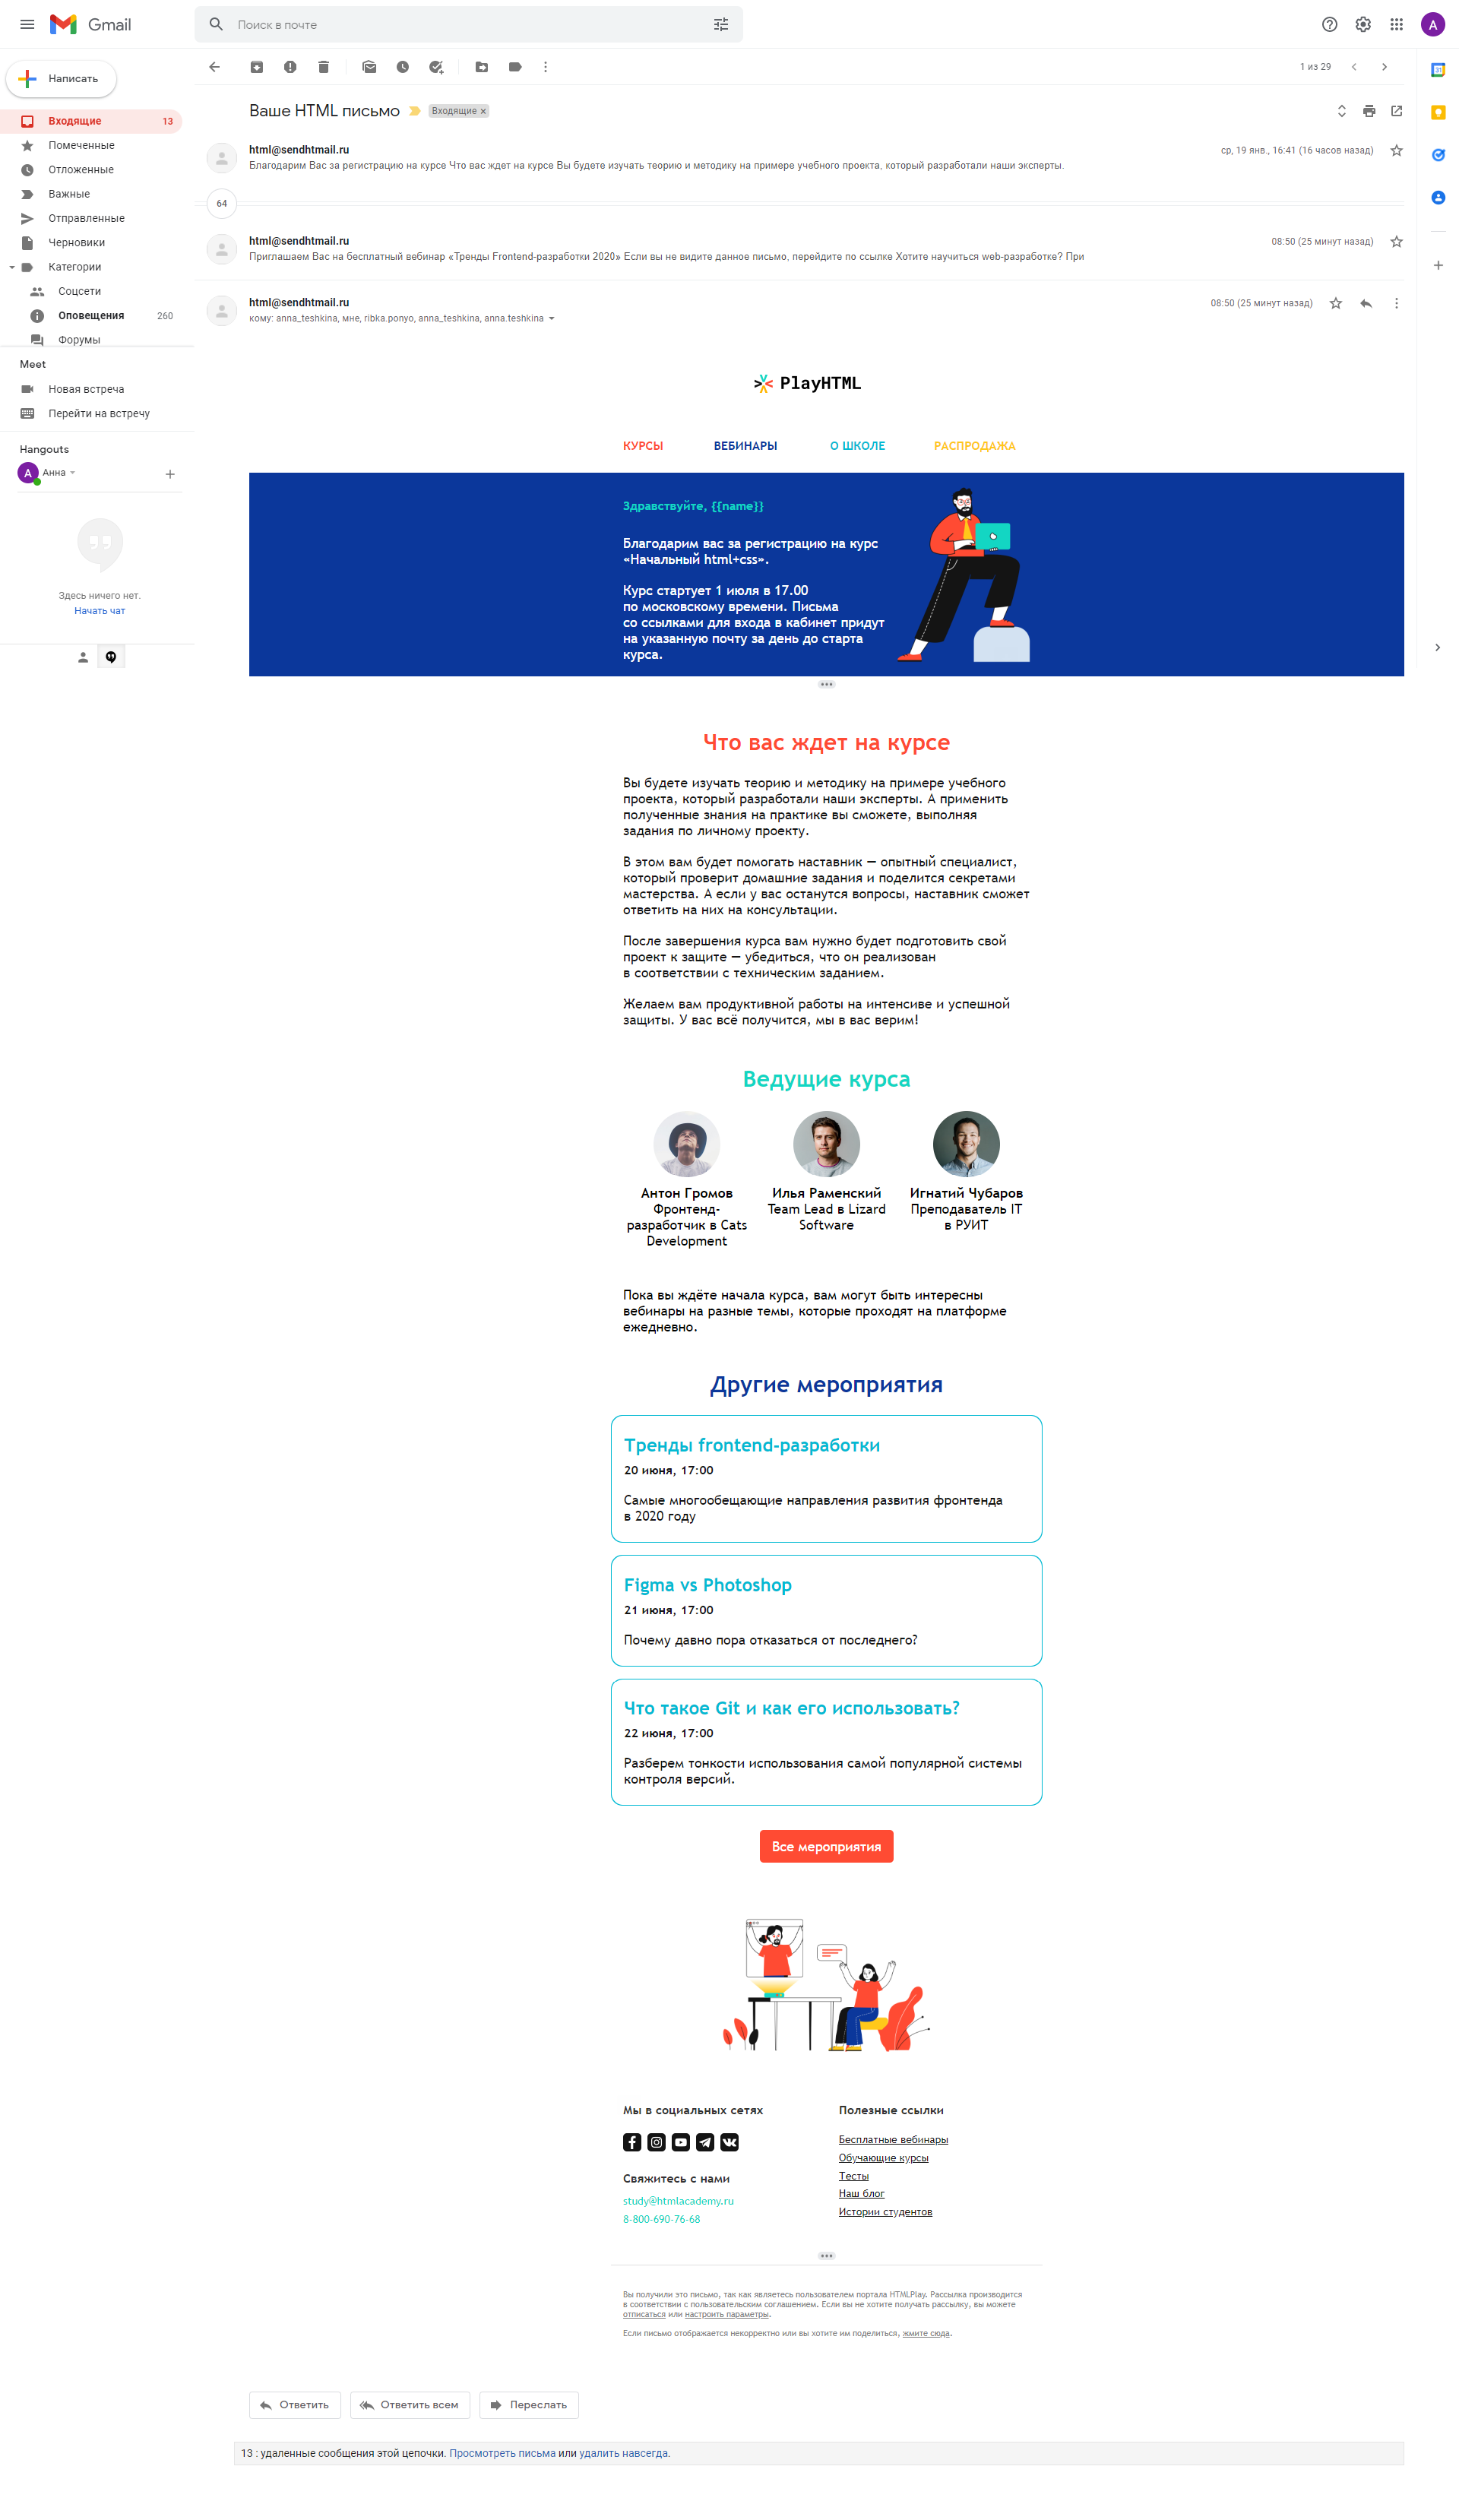 Gmail
Поиск в почте
A
Написать
1 из 29
31
Входящие 13
Помеченные
Отложенные
Важные
Отправленные
Черновики
Категории
Соцсети
Оповещения 260
Форумы
Meet
Новая встреча
Перейти на встречу
Hangouts
A Анна
Здесь ничего нет.
Начать чат
Ваше HTML письмо Входящие ×
html@sendhtmail.ru ср, 19 янв., 16:41 (16 часов назад)
Благодарим Вас за регистрацию на курсе Что вас ждет на курсе Вы будете изучать теорию и методику на примере учебного проекта, который разработали наши эксперты.
64
html@sendhtmail.ru 08:50 (25 минут назад)
Приглашаем Вас на бесплатный вебинар «Тренды Frontend-разработки 2020» Если вы не видите данное письмо, перейдите по ссылке Хотите научиться web-разработке? При
html@sendhtmail.ru 08:50 (25 минут назад)
кому: anna_teshkina, мне, ribka.ponyo, anna_teshkina, anna.teshkina
PlayHTML
КУРСЫ ВЕБИНАРЫ О ШКОЛЕ РАСПРОДАЖА
Здравствуйте, {{name}}
Благодарим вас за регистрацию на курс
«Начальный html+css».
Курс стартует 1 июля в 17.00
по московскому времени. Письма
со ссылками для входа в кабинет придут
на указанную почту за день до старта
курса.
Что вас ждет на курсе
Вы будете изучать теорию и методику на примере учебного
проекта, который разработали наши эксперты. А применить
полученные знания на практике вы сможете, выполняя
задания по личному проекту.
В этом вам будет помогать наставник — опытный специалист,
который проверит домашние задания и поделится секретами
мастерства. А если у вас останутся вопросы, наставник сможет
ответить на них на консультации.
После завершения курса вам нужно будет подготовить свой
проект к защите — убедиться, что он реализован
в соответствии с техническим заданием.
Желаем вам продуктивной работы на интенсиве и успешной
защиты. У вас всё получится, мы в вас верим!
Ведущие курса
Антон Громов
Фронтенд-
разработчик в Cats
Development
Илья Раменский
Team Lead в Lizard
Software
Игнатий Чубаров
Преподаватель IT
в РУИТ
Пока вы ждёте начала курса, вам могут быть интересны
вебинары на разные темы, которые проходят на платформе
ежедневно.
Другие мероприятия
Тренды frontend-разработки
20 июня, 17:00
Самые многообещающие направления развития фронтенда
в 2020 году
Figma vs Photoshop
21 июня, 17:00
Почему давно пора отказаться от последнего?
Что такое Git и как его использовать?
22 июня, 17:00
Разберем тонкости использования самой популярной системы
контроля версий.
Все мероприятия
Мы в социальных сетях
Свяжитесь с нами
study@htmlacademy.ru
8-800-690-76-68
Полезные ссылки
Бесплатные вебинары
Обучающие курсы
Тесты
Наш блог
Истории студентов
Вы получили это письмо, так как являетесь пользователем портала HTMLPlay. Рассылка производится
в соответствии с пользовательским соглашением. Если вы не хотите получать рассылку, вы можете
отписаться или настроить параметры.
Если письмо отображается некорректно или вы хотите им поделиться, жмите сюда.
Ответить Ответить всем Переслать
13 : удаленные сообщения этой цепочки. Просмотреть письма или удалить навсегда.